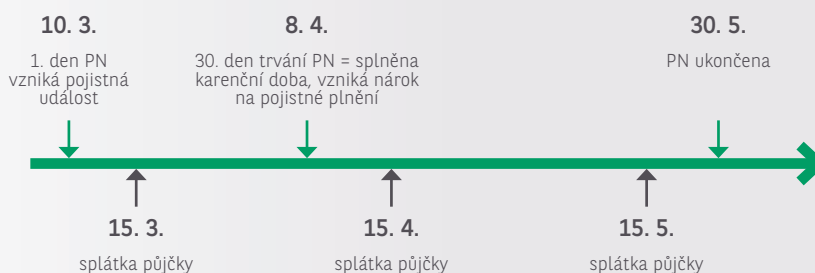 10. 3.
1. den PN
vzniká pojistná
událost
8. 4.
30. den trvání PN = splněna
karenční doba, vzniká nárok
na pojistné plnění
30. 5.
PN ukončena
15. 3.
splátka půjčky
15. 4.
splátka půjčky
15. 5.
splátka půjčky